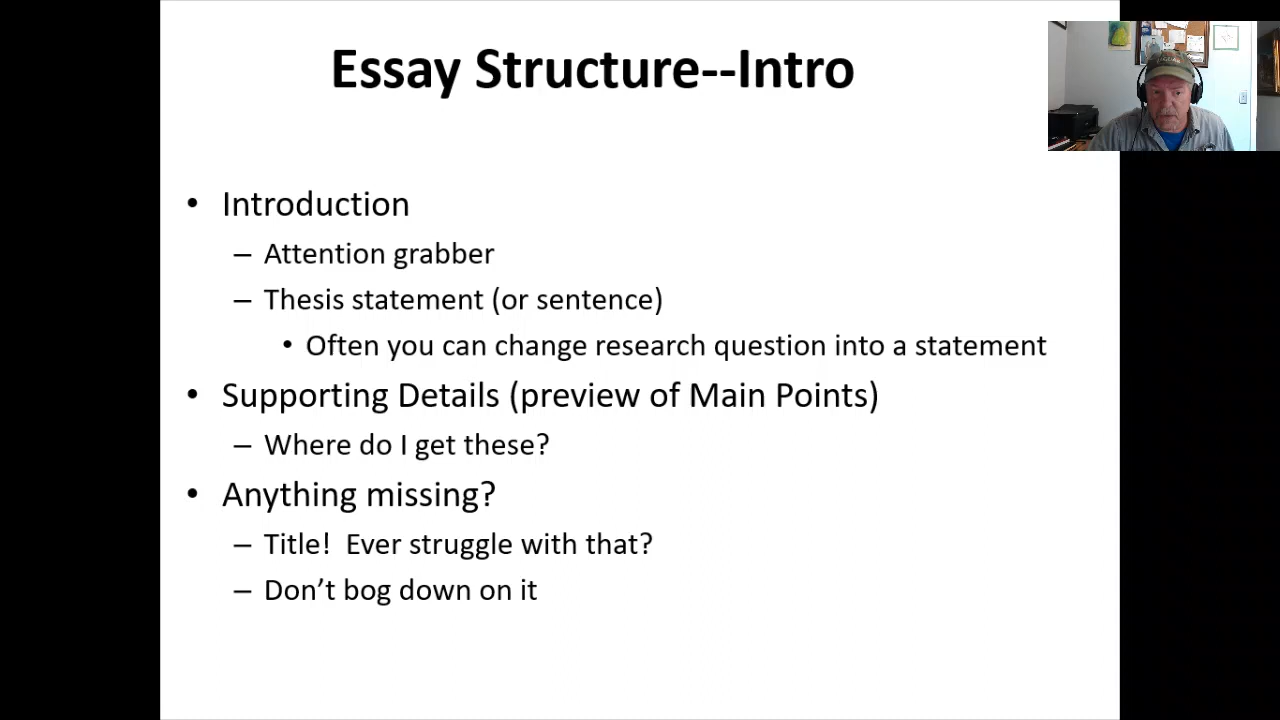 Essay Structure--Intro
• Introduction
– Attention grabber
– Thesis statement (or sentence)
• Often you can change research question into a statement
• Supporting Details (preview of Main Points)
– Where do I get these?
• Anything missing?
– Title!  Ever struggle with that?
– Don’t bog down on it